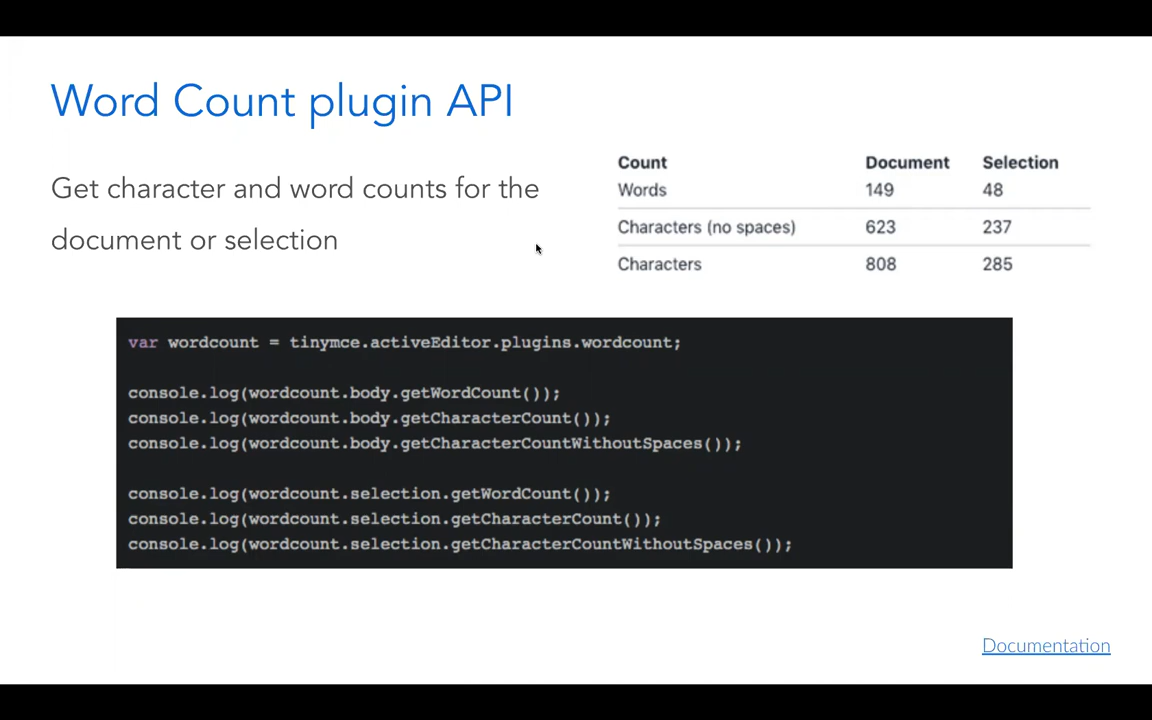 Word Count plugin API
Get character and word counts for the
document or selection
Count Document Selection
Words 149 48
Characters (no spaces) 623 237
Characters 808 285
var wordcount = tinymce.activeEditor.plugins.wordcount;
console.log(wordcount.body.getWordCount());
console.log(wordcount.body.getCharacterCount());
console.log(wordcount.body.getCharacterCountWithoutSpaces());
console.log(wordcount.selection.getWordCount());
console.log(wordcount.selection.getCharacterCount());
console.log(wordcount.selection.getCharacterCountWithoutSpaces());
Documentation